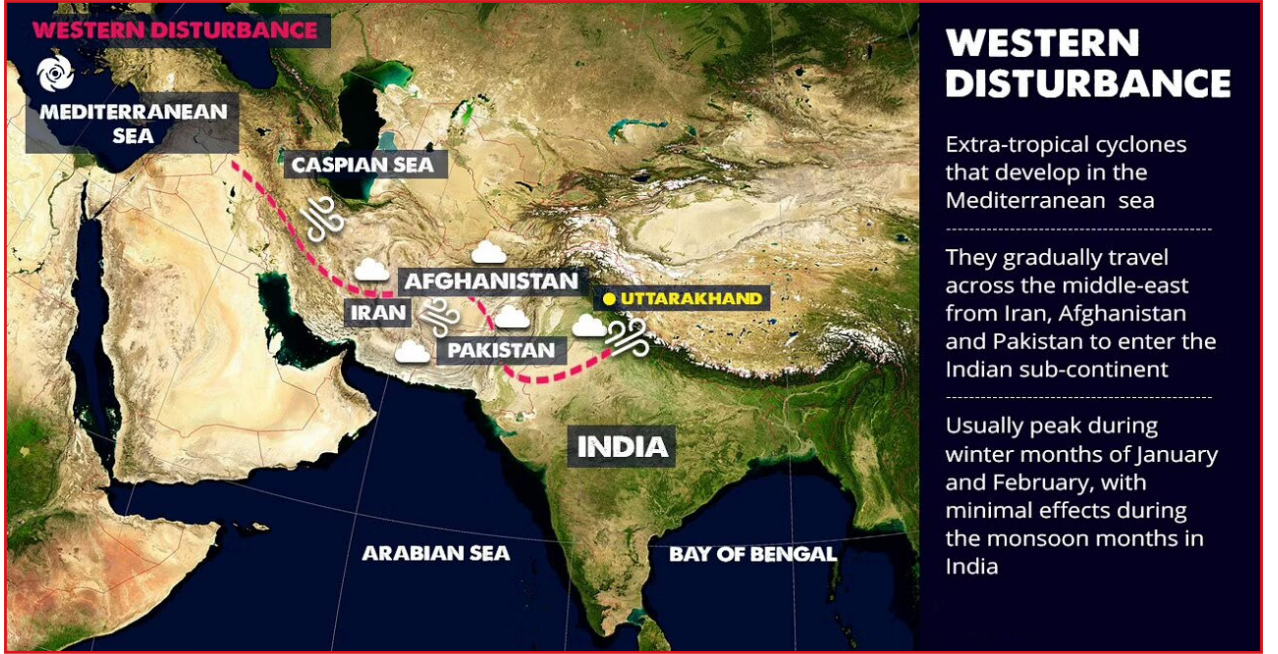 WESTERN DISTURBANCE
MEDITERRANEAN
SEA
CASPIAN SEA
AFGHANISTAN
IRAN
UTTARAKHAND
PAKISTAN
INDIA
ARABIAN SEA
BAY OF BENGAL
WESTERN
DISTURBANCE
Extra-tropical cyclones
that develop in the
Mediterranean sea
They gradually travel
across the middle-east
from Iran, Afghanistan
and Pakistan to enter the
Indian sub-continent
Usually peak during
winter months of January
and February, with
minimal effects during
the monsoon months in
India